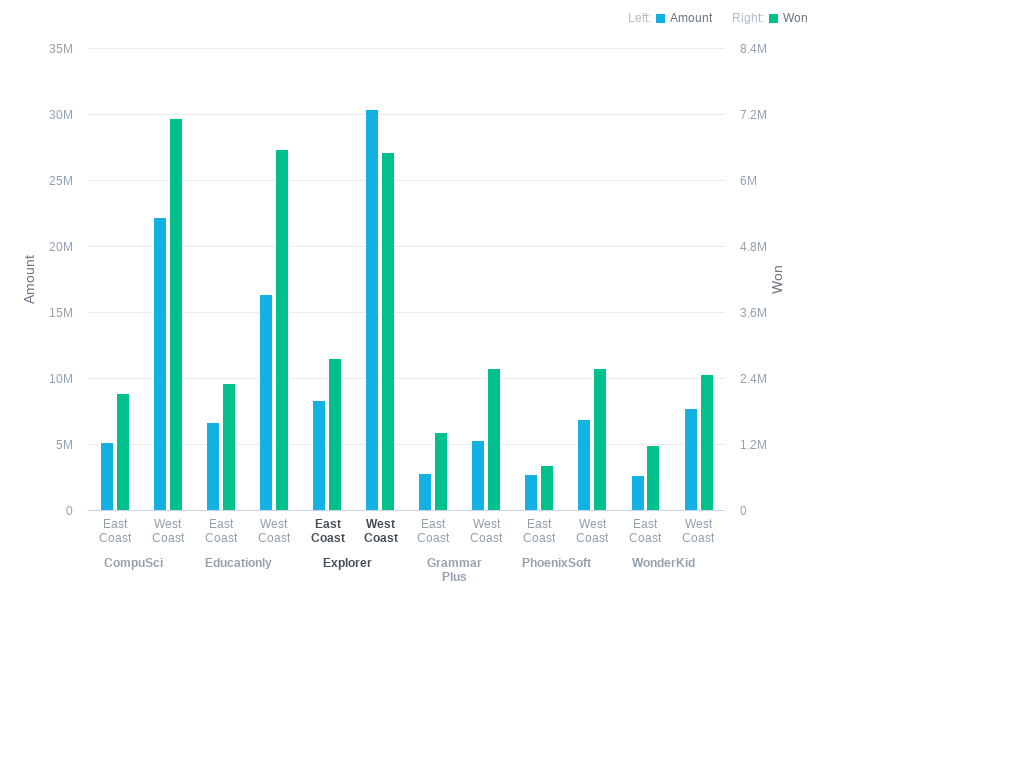 Left: Amount Right: Won
35M 8.4M
30M 7.2M
25M 6M
20M 4.8M
Amount
Won
15M 3.6M
10M 2.4M
5M 1.2M
0 0
East West East West East West East West East West East West
Coast Coast Coast Coast Coast Coast Coast Coast Coast Coast Coast Coast
CompuSci Educationly Explorer Grammar PhoenixSoft WonderKid
Plus